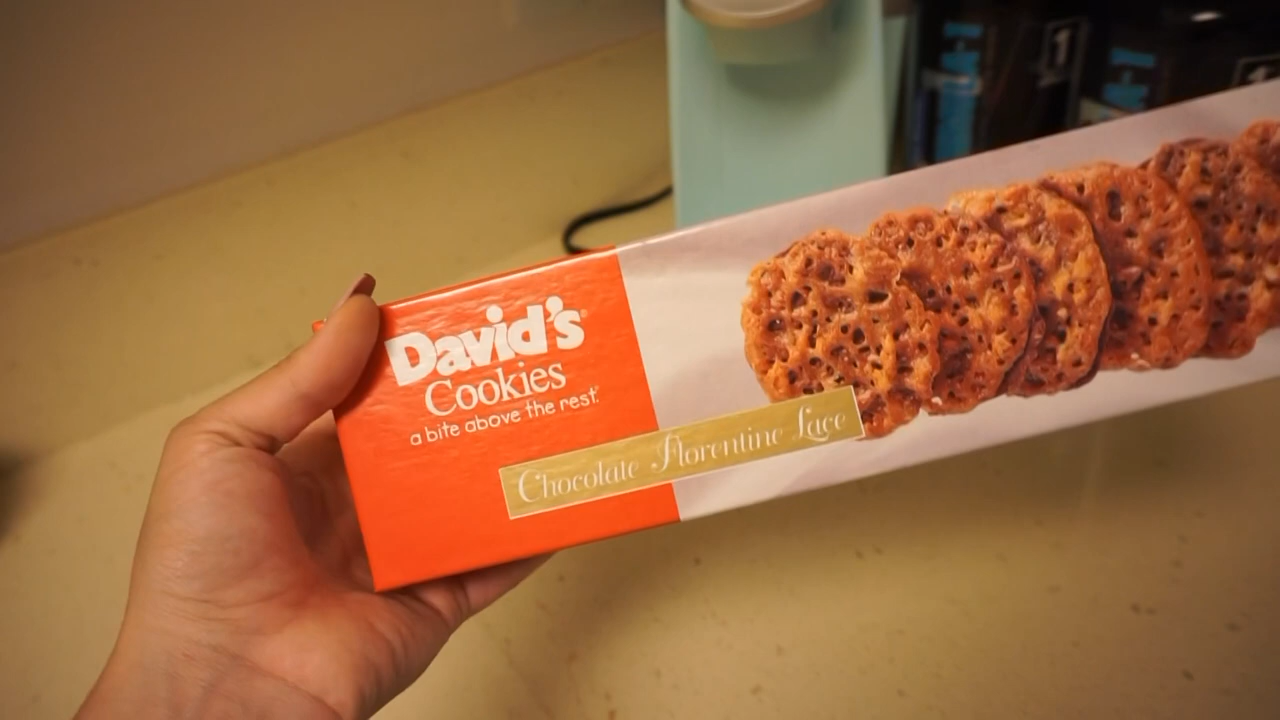 David's
Cookies
a bite above the rest.
Chocolate Florentine Lace